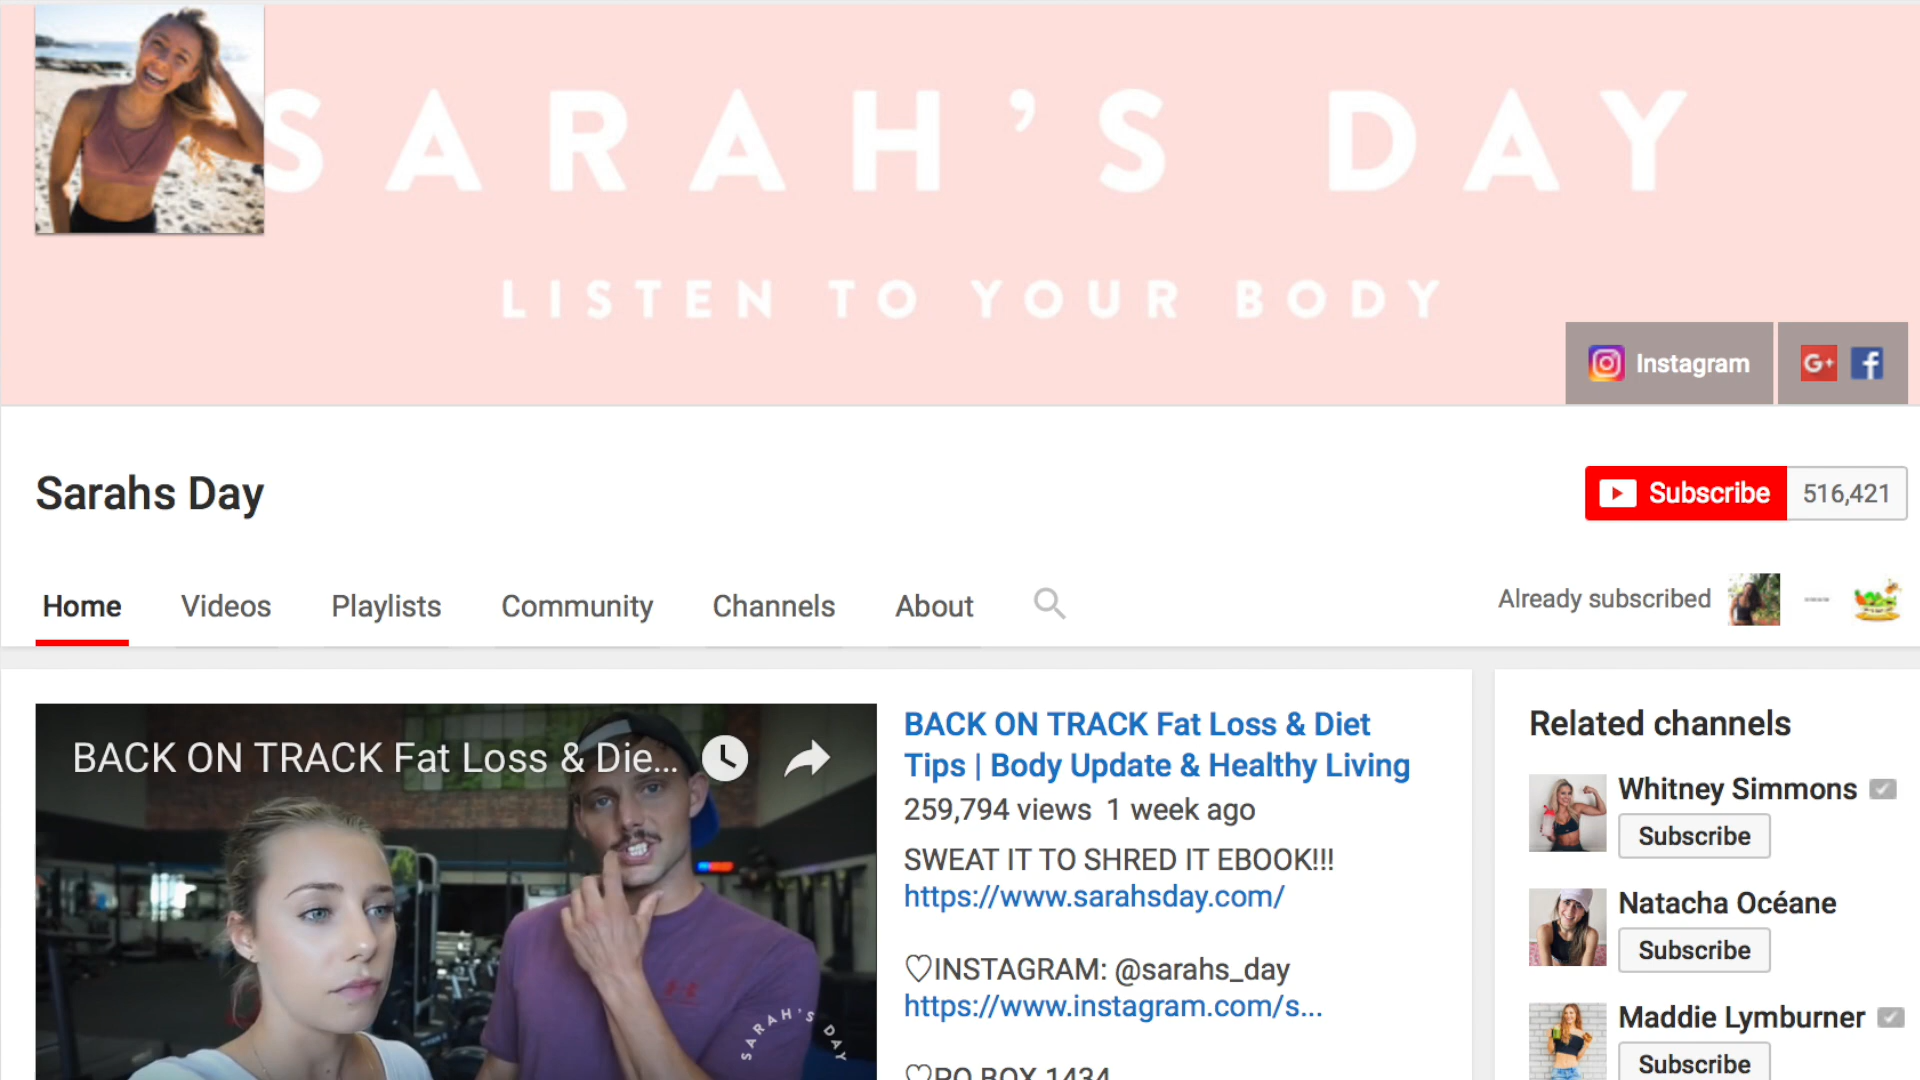 SARAH'S DAY
LISTEN TO YOUR BODY
Instagram
G+ f
Sarahs Day
Subscribe 516,421
Home Videos Playlists Community Channels About
Already subscribed
BACK ON TRACK Fat Loss & Die...
SARAH'S DAY
BACK ON TRACK Fat Loss & Diet
Tips | Body Update & Healthy Living
259,794 views 1 week ago
SWEAT IT TO SHRED IT EBOOK!!!
https://www.sarahsday.com/
♡INSTAGRAM: @sarahs_day
https://www.instagram.com/s...
♡PO BOX 1434
Related channels
Whitney Simmons
Subscribe
Natacha Océane
Subscribe
Maddie Lymburner
Subscribe